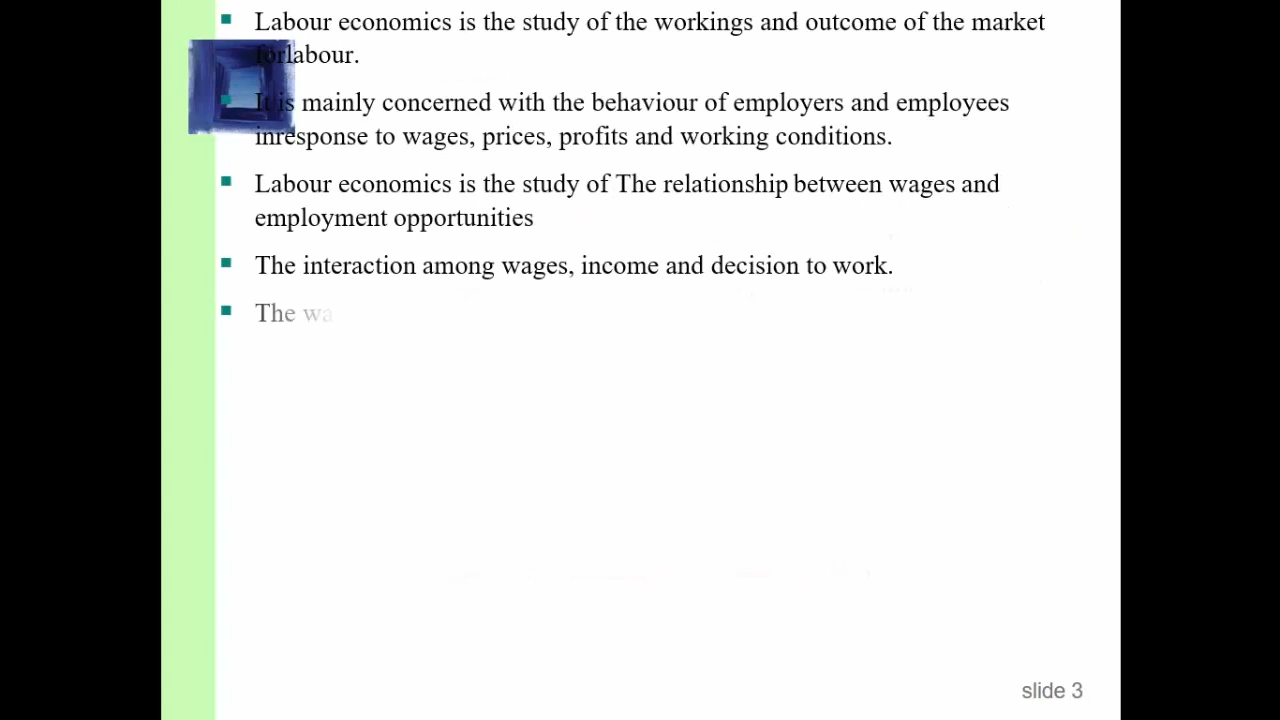 Labour economics is the study of the workings and outcome of the market
forlabour.
It is mainly concerned with the behaviour of employers and employees
inresponse to wages, prices, profits and working conditions.
Labour economics is the study of The relationship between wages and
employment opportunities
The interaction among wages, income and decision to work.
The
slide 3